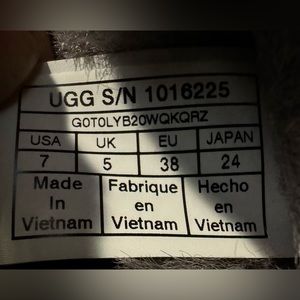 UGG S/N 1016225
GOTOLYB20WQKQRZ
USA UK EU JAPAN
7 5 38 24
Made Fabrique Hecho
In en en
Vietnam Vietnam Vietnam